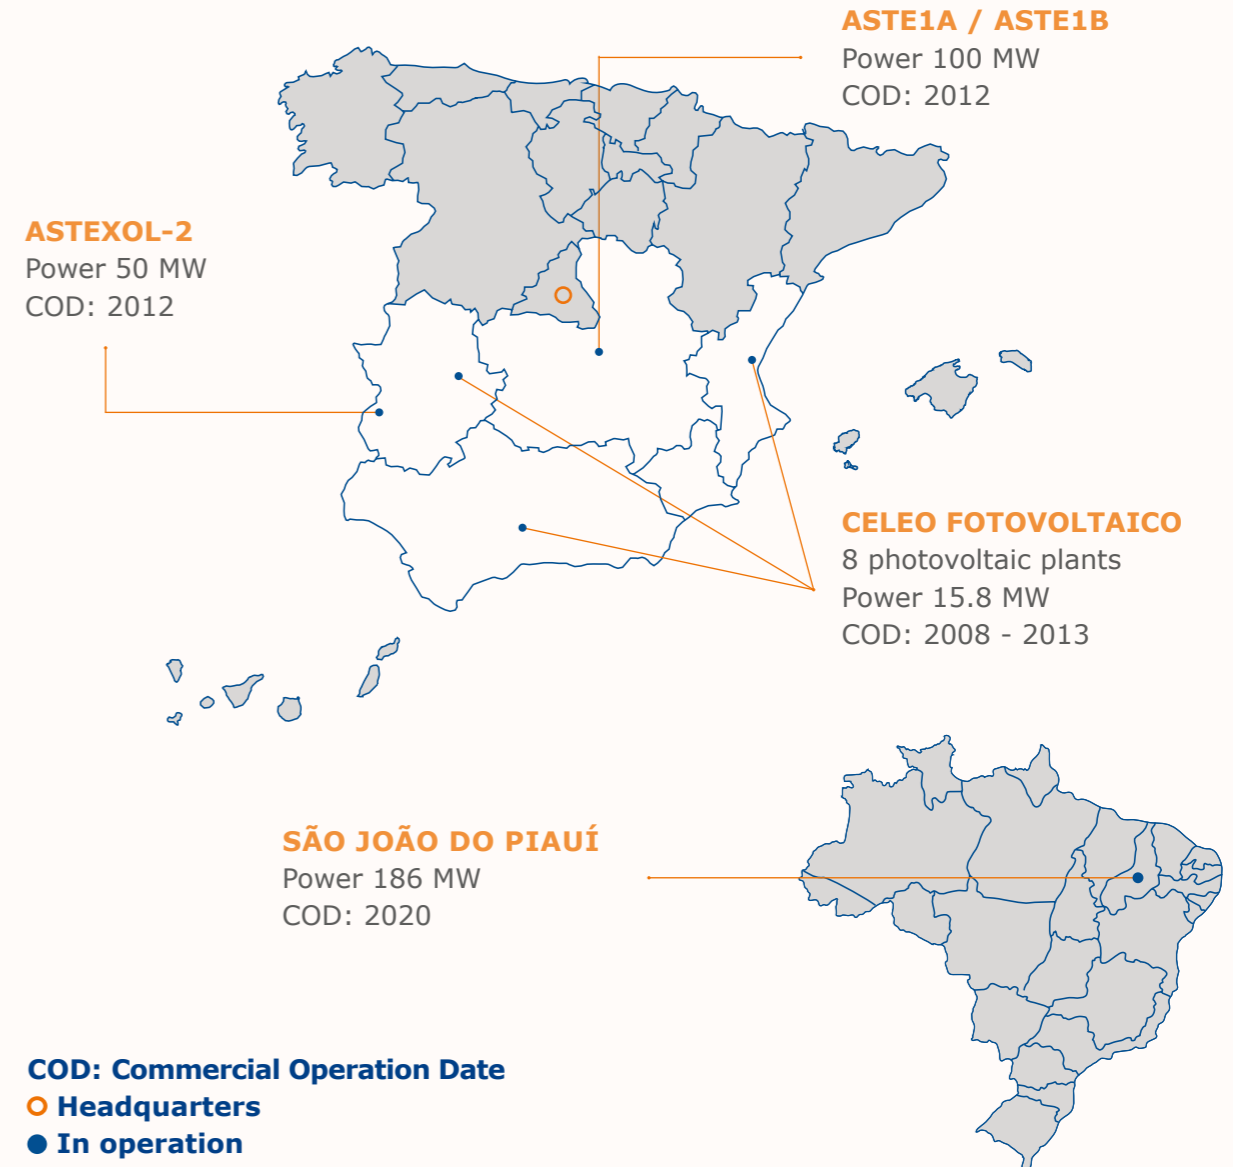 ASTE1A / ASTE1B
Power 100 MW
COD: 2012
ASTEXOL-2
Power 50 MW
COD: 2012
CELEO FOTOVOLTAICO
8 photovoltaic plants
Power 15.8 MW
COD: 2008 - 2013
SÃO JOÃO DO PIAUÍ
Power 186 MW
COD: 2020
COD: Commercial Operation Date
Headquarters
In operation